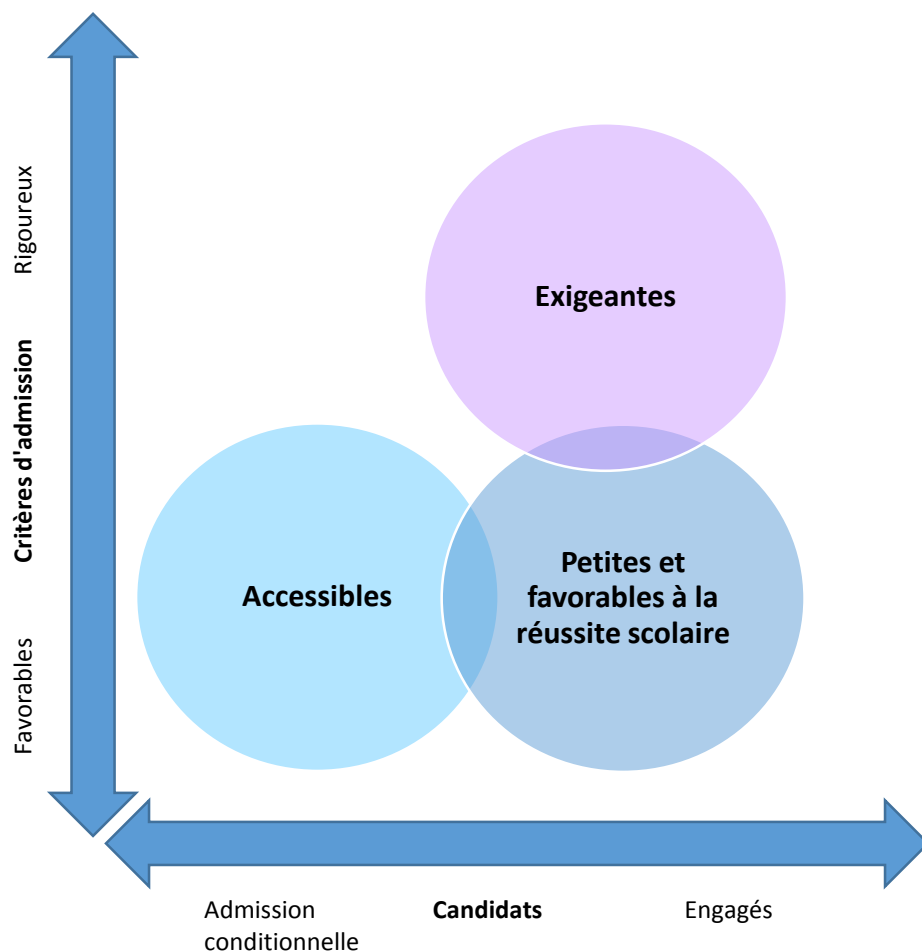 Rigoureux
Critères d'admission
Favorables
Exigeantes
Accessibles
Petites et
favorables à la
réussite scolaire
Admission
conditionnelle
Candidats
Engagés